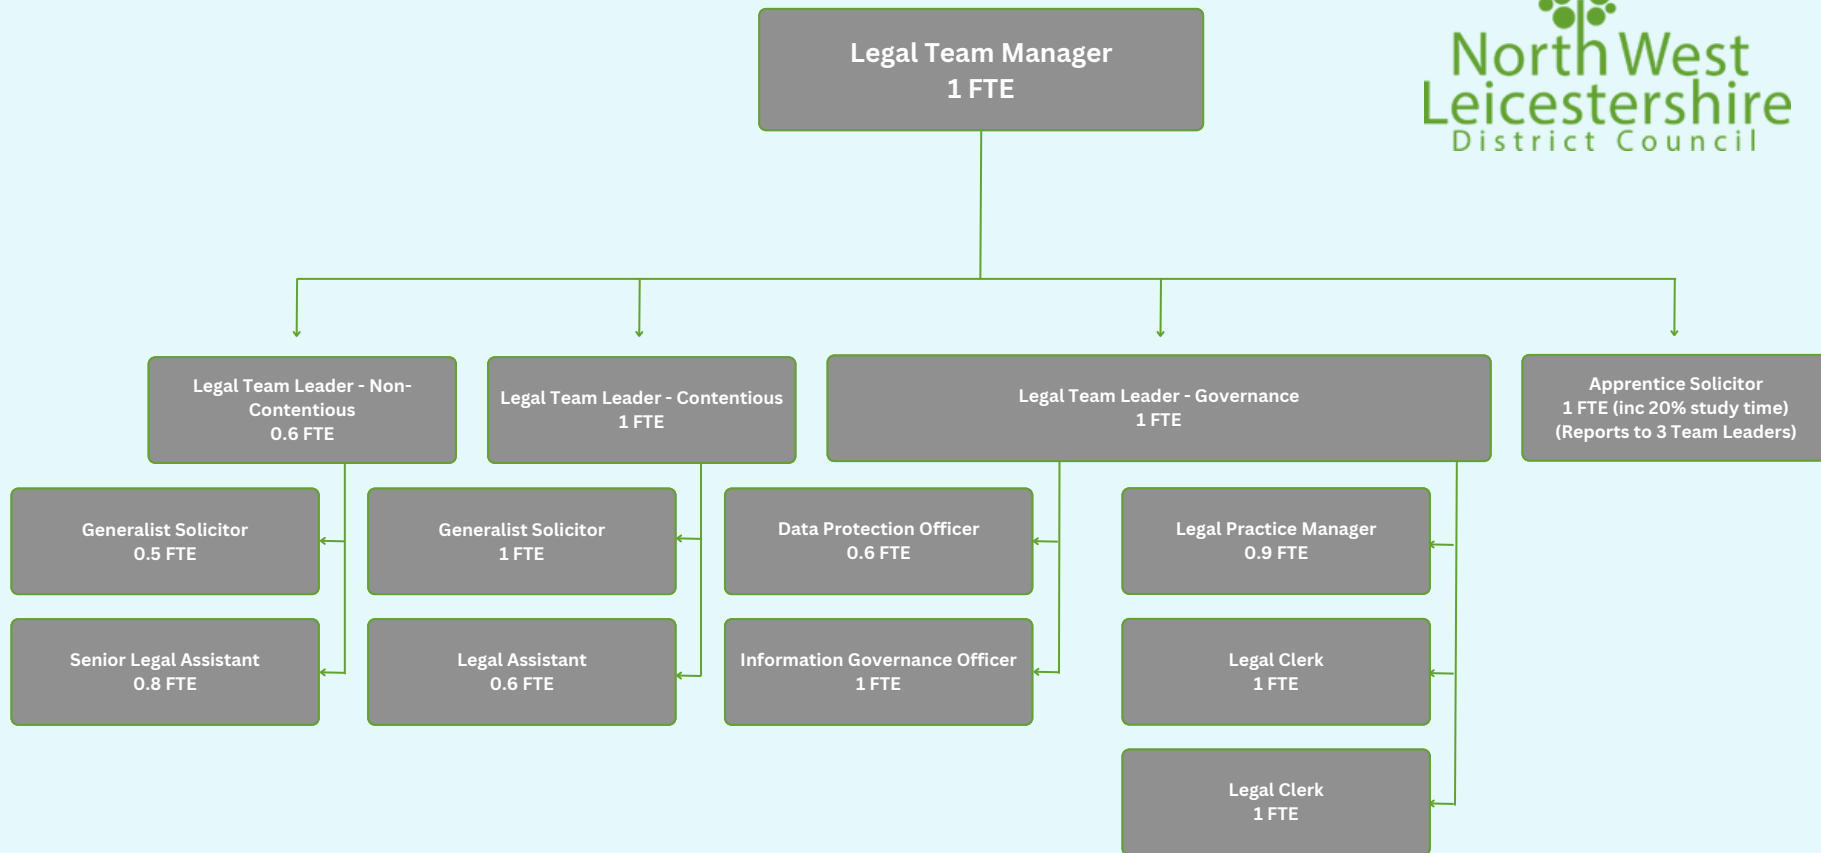 Legal Team Manager
1 FTE
North West
Leicestershire
District Council
Legal Team Leader - Non-
Contentious
0.6 FTE
Legal Team Leader - Contentious
1 FTE
Legal Team Leader - Governance
1 FTE
Apprentice Solicitor
1 FTE (inc 20% study time)
(Reports to 3 Team Leaders)
Generalist Solicitor
0.5 FTE
Generalist Solicitor
1 FTE
Data Protection Officer
0.6 FTE
Legal Practice Manager
0.9 FTE
Senior Legal Assistant
0.8 FTE
Legal Assistant
0.6 FTE
Information Governance Officer
1 FTE
Legal Clerk
1 FTE
Legal Clerk
1 FTE